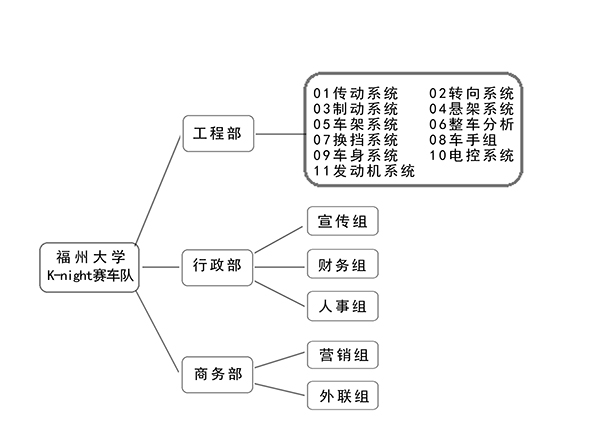 福州大学
K-night赛车队
工程部
01传动系统 02转向系统
03制动系统 04悬架系统
05车架系统 06整车分析
07换挡系统 08车手组
09车身系统 10电控系统
11发动机系统
行政部
宣传组
财务组
人事组
商务部
营销组
外联组